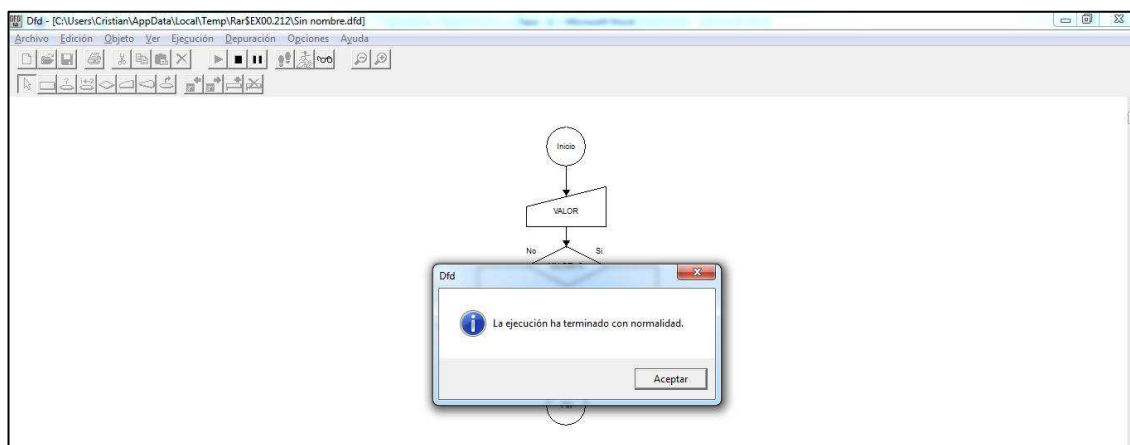 Dfd - [C:\Users\Cristian\AppData\Local\Temp\Rar$EX00.212\Sin nombre.dfd]
Archivo Edición Objeto Ver Ejecución Depuración Opciones Ayuda
Inicio
VALOR
No Si
Dfd
La ejecución ha terminado con normalidad.
Aceptar